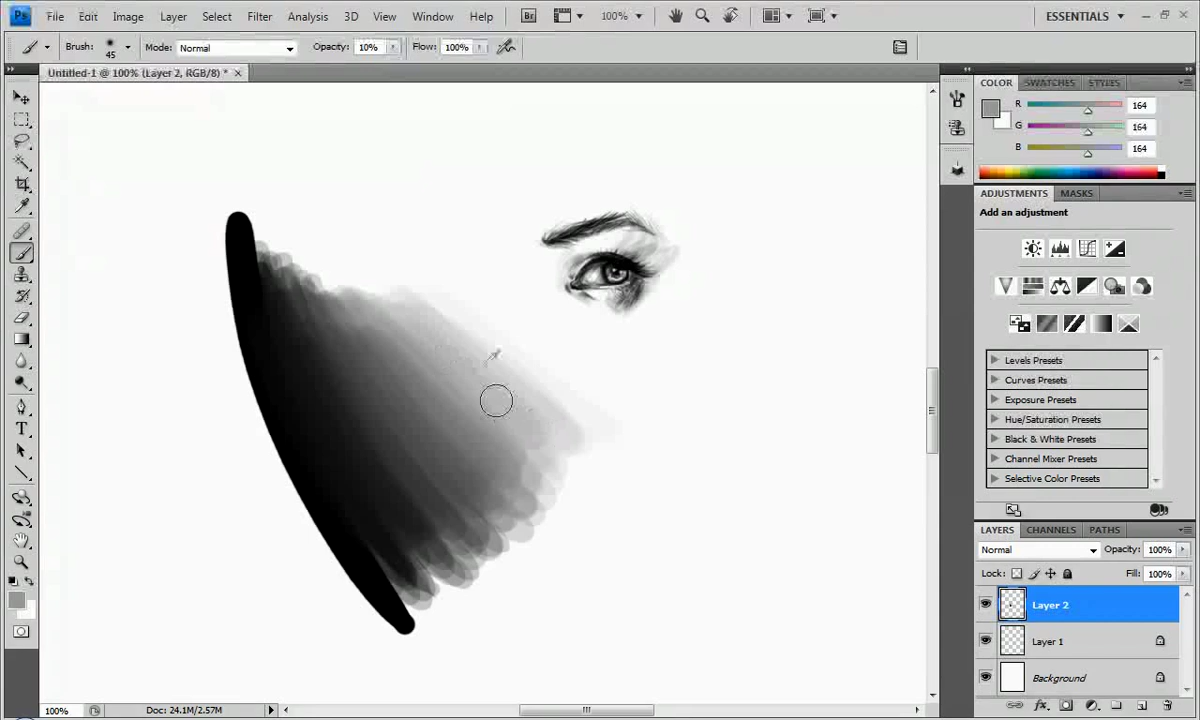 Ps File Edit Image Layer Select Filter Analysis 3D View Window Help Br 100% ESSENTIALS
Brush: 45 Mode: Normal Opacity: 10% Flow: 100%
Untitled-1 @ 100% (Layer 2, RGB/8) *
COLOR SWATCHES STYLES
R 164
G 164
B 164
ADJUSTMENTS MASKS
Add an adjustment
Levels Presets
Curves Presets
Exposure Presets
Hue/Saturation Presets
Black & White Presets
Channel Mixer Presets
Selective Color Presets
LAYERS CHANNELS PATHS
Normal Opacity: 100%
Lock: Fill: 100%
Layer 2
Layer 1
Background
100% Doc: 24.1M/2.57M